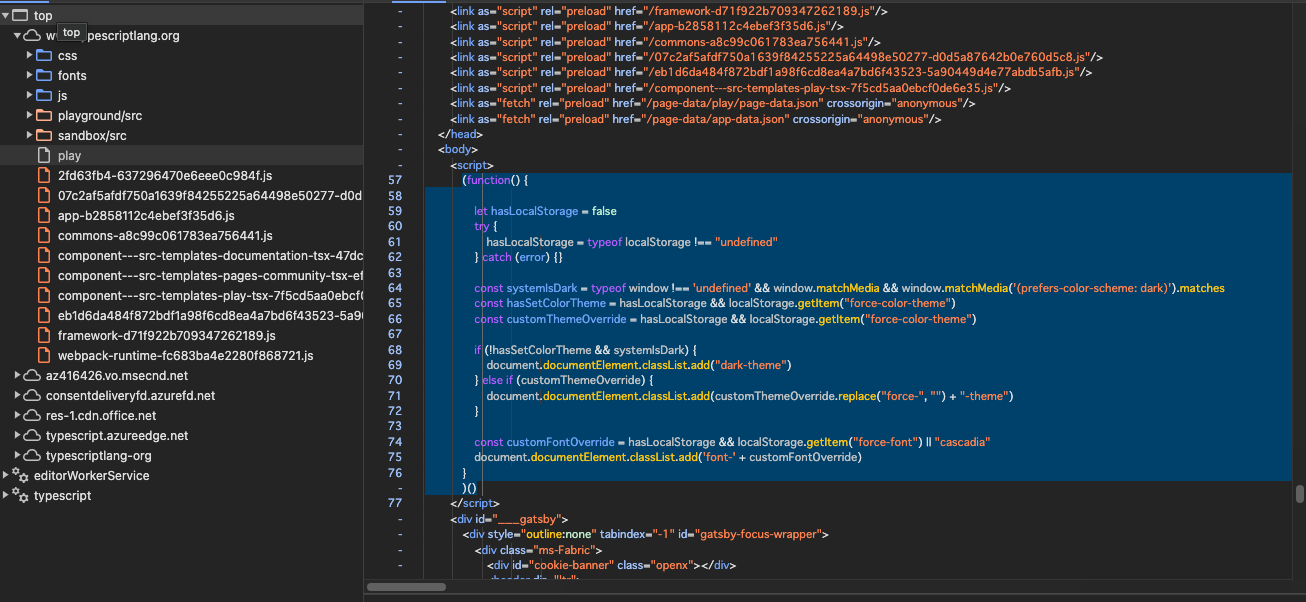 top
top
typescriptlang.org
css
fonts
js
playground/src
sandbox/src
play
2fd63fb4-637296470e6eee0c984f.js
07c2af5afdf750a1639f84255225a64498e50277-d0d
app-b2858112c4ebef3f35d6.js
commons-a8c99c061783ea756441.js
component---src-templates-documentation-tsx-47dc
component---src-templates-pages-community-tsx-ef
component---src-templates-play-tsx-7f5cd5aa0ebcf0
eb1d6da484f872bdf1a98f6cd8ea4a7bd6f43523-5a90
framework-d71f922b709347262189.js
webpack-runtime-fc683ba4e2280f868721.js
az416426.vo.msecnd.net
consentdeliveryfd.azurefd.net
res-1.cdn.office.net
typescript.azureedge.net
typescriptlang-org
editorWorkerService
typescript
- <link as="script" rel="preload" href="/framework-d71f922b709347262189.js"/>
- <link as="script" rel="preload" href="/app-b2858112c4ebef3f35d6.js"/>
- <link as="script" rel="preload" href="/commons-a8c99c061783ea756441.js"/>
- <link as="script" rel="preload" href="/07c2af5afdf750a1639f84255225a64498e50277-d0d5a87642b0e760d5c8.js"/>
- <link as="script" rel="preload" href="/eb1d6da484f872bdf1a98f6cd8ea4a7bd6f43523-5a90449d4e77abdb5afb.js"/>
- <link as="script" rel="preload" href="/component---src-templates-play-tsx-7f5cd5aa0ebcf0de6e35.js"/>
- <link as="fetch" rel="preload" href="/page-data/play/page-data.json" crossorigin="anonymous"/>
- <link as="fetch" rel="preload" href="/page-data/app-data.json" crossorigin="anonymous"/>
- </head>
- <body>
- <script>
57 (function() {
58
59 let hasLocalStorage = false
60 try {
61 hasLocalStorage = typeof localStorage !== "undefined"
62 } catch (error) {}
63
64 const systemIsDark = typeof window !== 'undefined' && window.matchMedia && window.matchMedia('(prefers-color-scheme: dark)').matches
65 const hasSetColorTheme = hasLocalStorage && localStorage.getItem("force-color-theme")
66 const customThemeOverride = hasLocalStorage && localStorage.getItem("force-color-theme")
67
68 if (!hasSetColorTheme && systemIsDark) {
69 document.documentElement.classList.add("dark-theme")
70 } else if (customThemeOverride) {
71 document.documentElement.classList.add(customThemeOverride.replace("force-", "") + "-theme")
72 }
73
74 const customFontOverride = hasLocalStorage && localStorage.getItem("force-font") || "cascadia"
75 document.documentElement.classList.add('font-' + customFontOverride)
76 }
- )()
77 </script>
- <div id="___gatsby">
- <div style="outline:none" tabindex="-1" id="gatsby-focus-wrapper">
- <div class="ms-Fabric">
- <div id="cookie-banner" class="openx"></div>